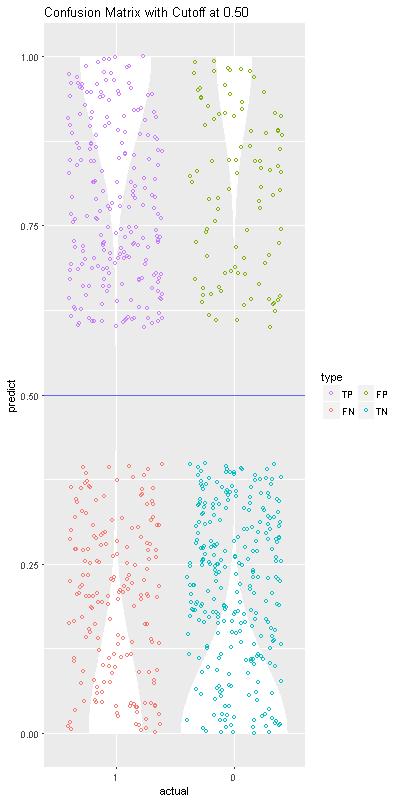 Confusion Matrix with Cutoff at 0.50
1.00
0.75
0.50
0.25
0.00
predict
1 0
actual
type
TP FP
FN TN